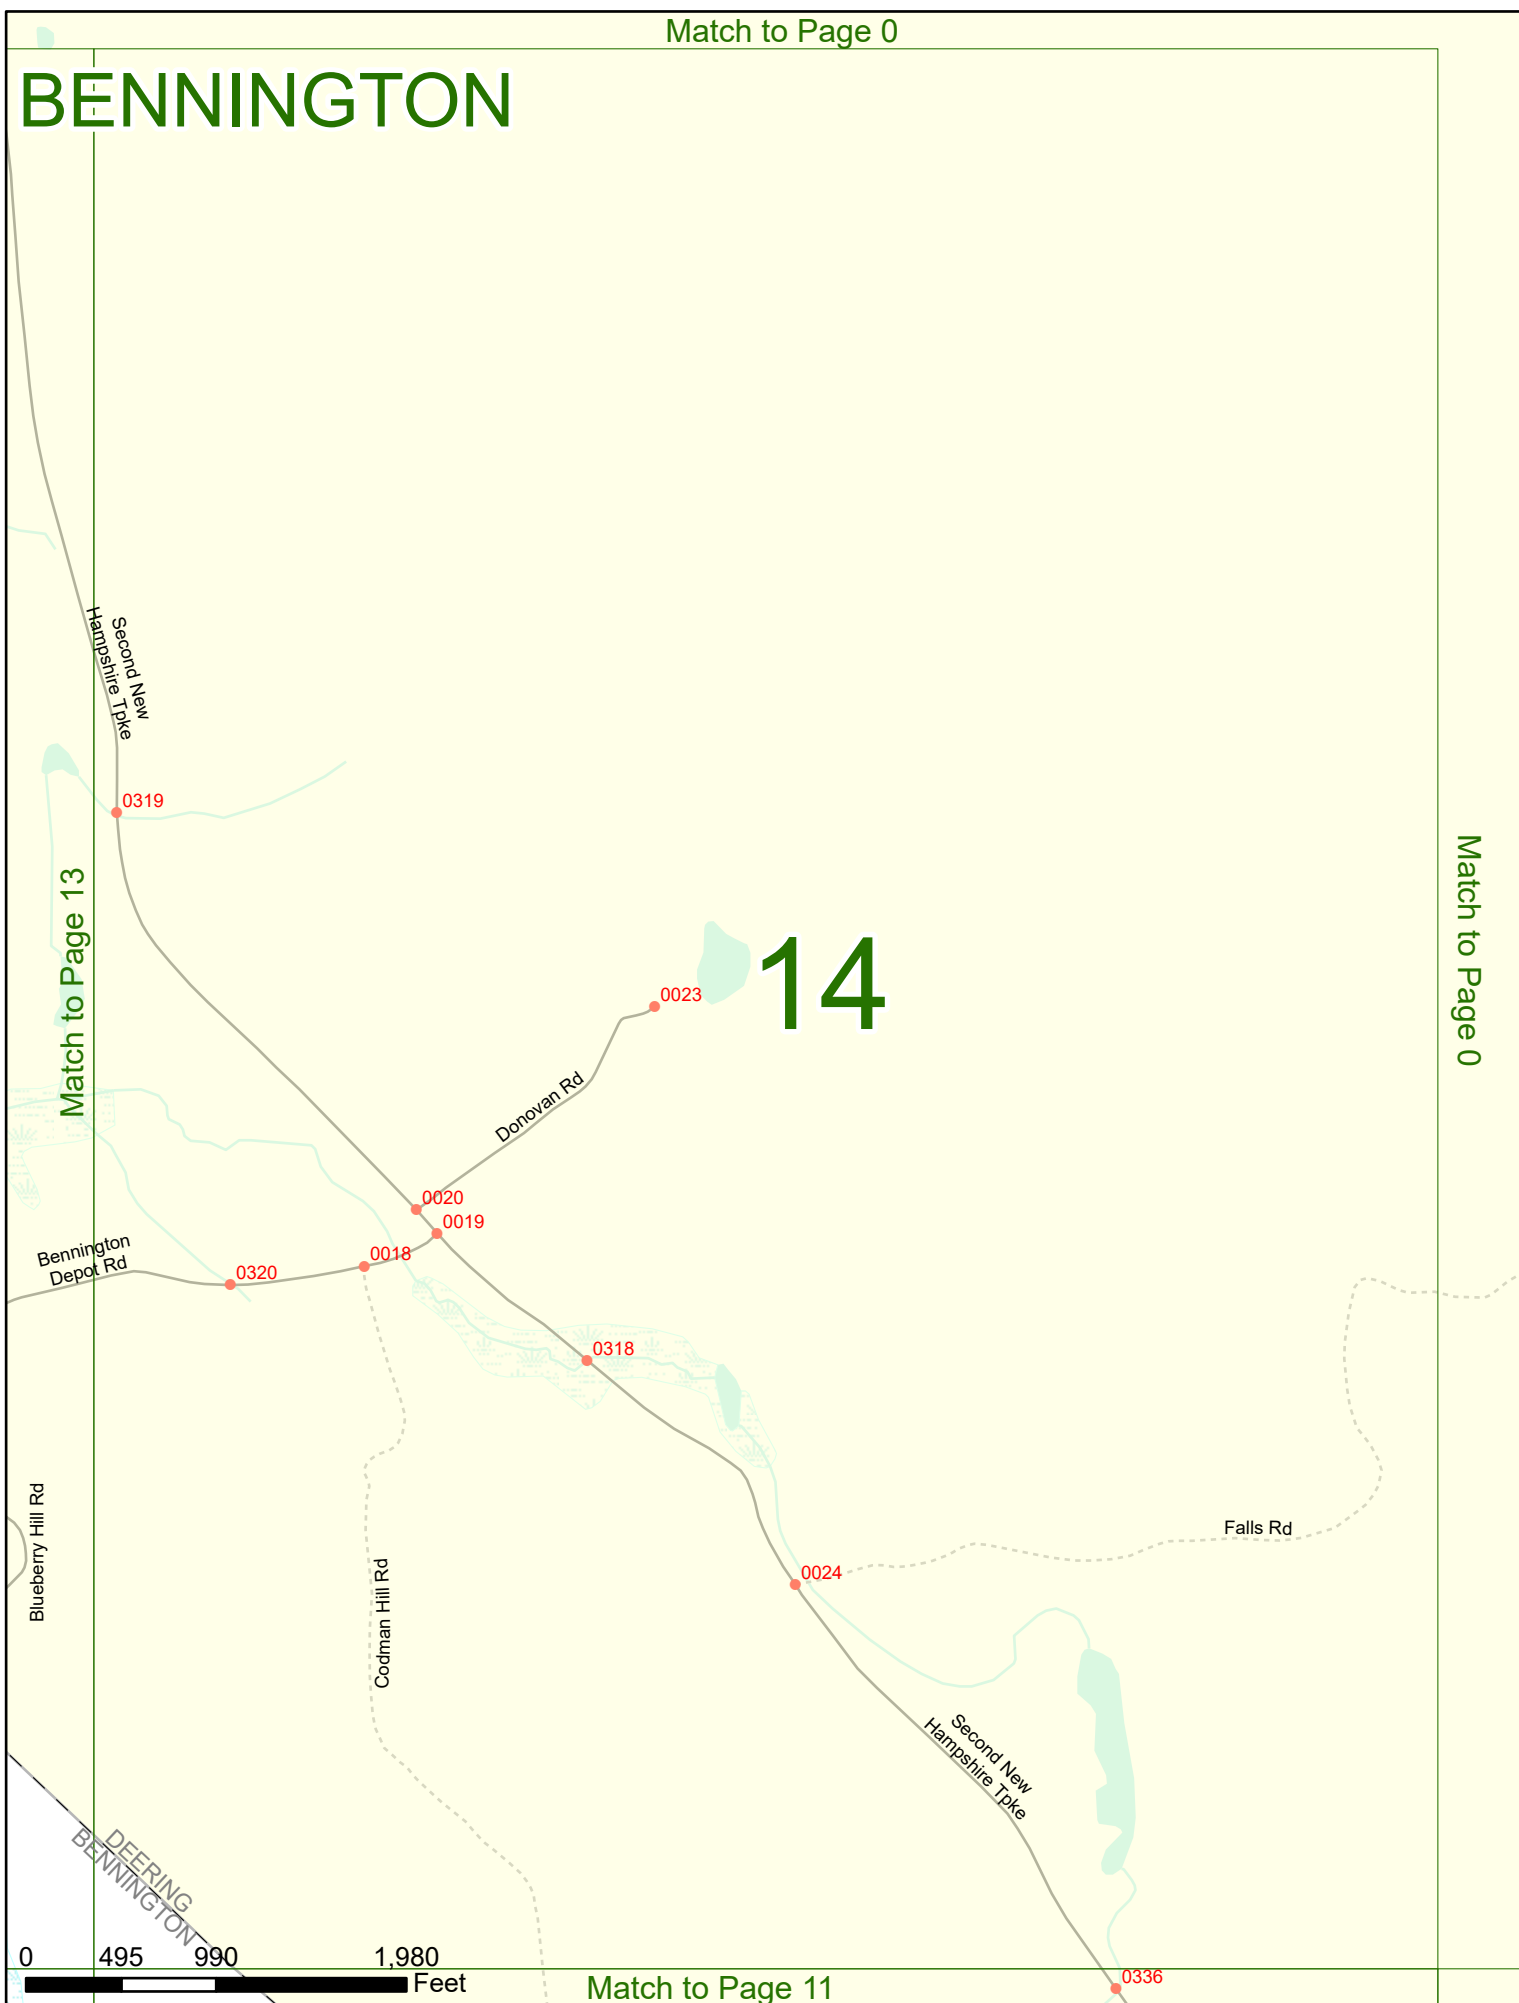 Match to Page 0
BENNINGTON
Second New
Hampshire Tpke
0319
Match to Page 13
Match to Page 0
14
0023
Donovan Rd
0020
0019
0018
0320
Bennington
Depot Rd
0318
Blueberry Hill Rd
Codman Hill Rd
Falls Rd
0024
Second New
Hampshire Tpke
DEERING
BENNINGTON
0 495 990 1,980
Feet
Match to Page 11
0336